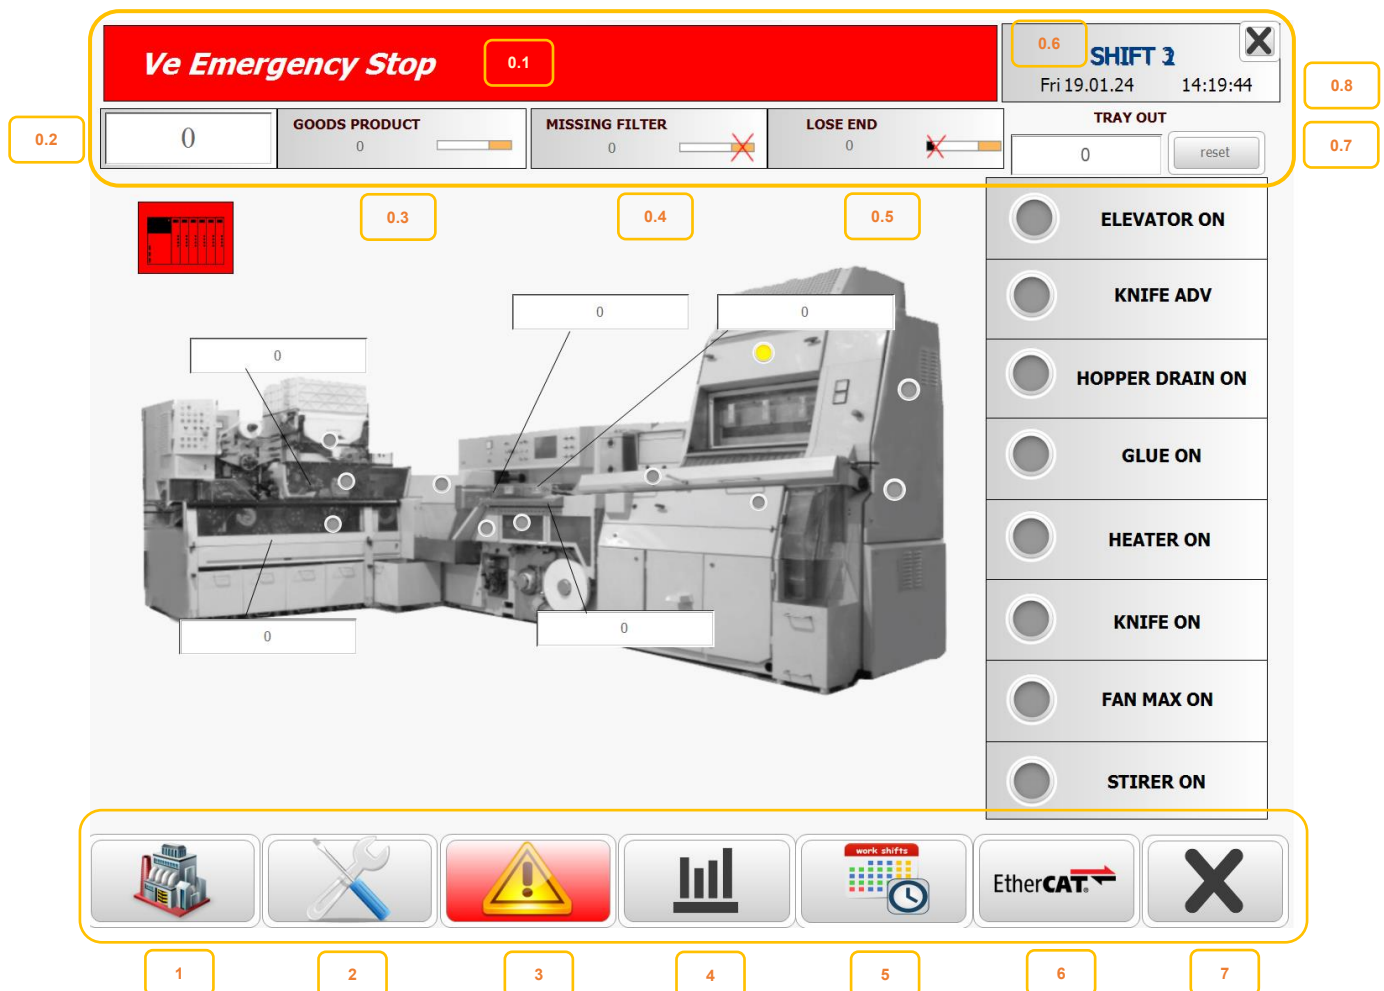 Ve Emergency Stop
0.1
0.6
SHIFT
Fri 19.01.24 14:19:44
0.8
0.2
0
GOODS PRODUCT
0
MISSING FILTER
0
LOSE END
0
TRAY OUT
0
reset
0.7
0.3
0.4
0.5
ELEVATOR ON
KNIFE ADV
HOPPER DRAIN ON
GLUE ON
HEATER ON
KNIFE ON
FAN MAX ON
STIRER ON
0
0
0
0
0
work shifts
EtherCAT®
1
2
3
4
5
6
7